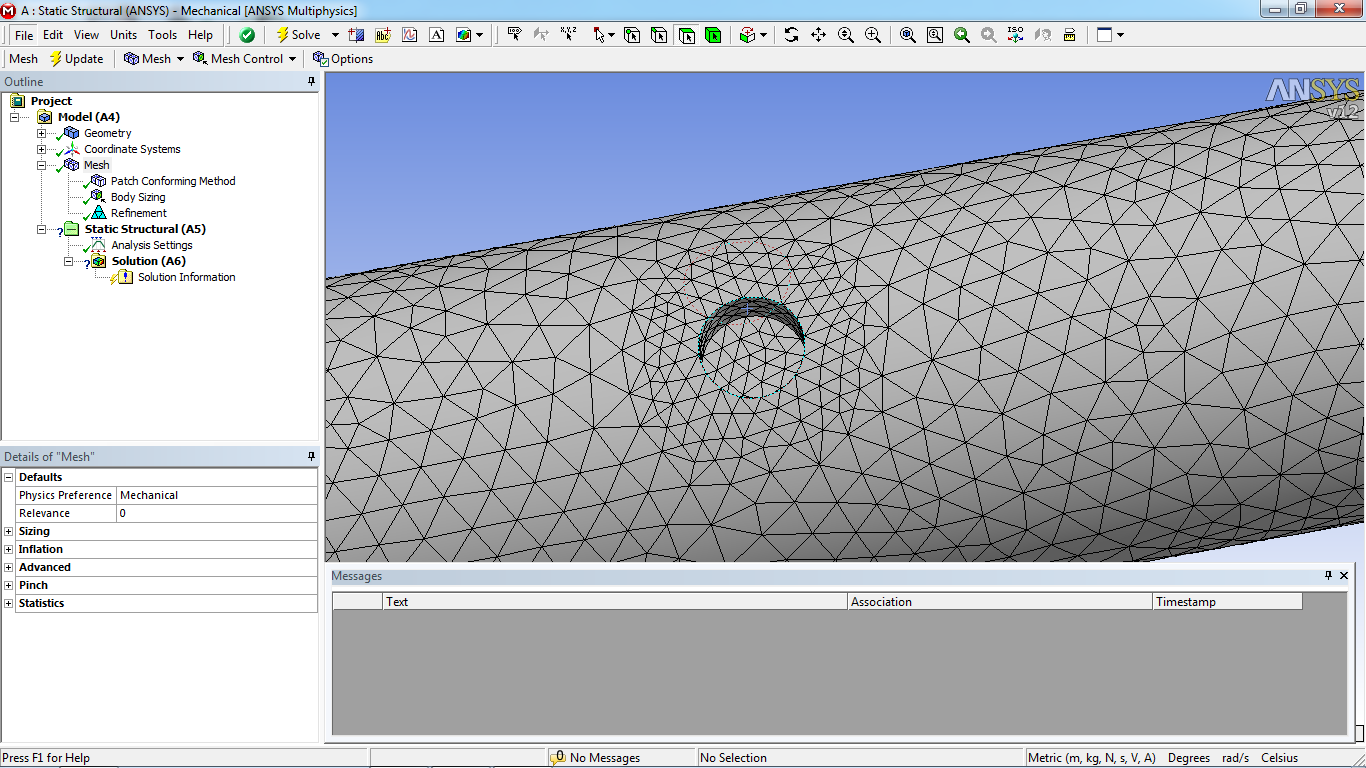 A : Static Structural (ANSYS) - Mechanical [ANSYS Multiphysics]
File Edit View Units Tools Help Solve
Mesh Update Mesh Mesh Control Options
Outline
Project
Model (A4)
Geometry
Coordinate Systems
Mesh
Patch Conforming Method
Body Sizing
Refinement
Static Structural (A5)
Analysis Settings
Solution (A6)
Solution Information
Details of "Mesh"
Defaults
Physics Preference Mechanical
Relevance 0
Sizing
Inflation
Advanced
Pinch
Statistics
ANSYS
v12
Messages
Text Association Timestamp
Press F1 for Help 0 No Messages No Selection Metric (m, kg, N, s, V, A) Degrees rad/s Celsius